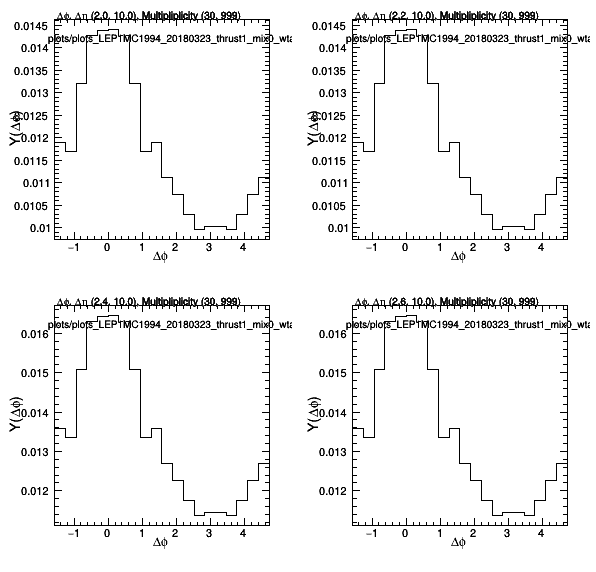 Δφ, Δη (2.0, 10.0), Multipliplicity (30, 999)
plots/plots_LEP1MC1994_20180323_thrust1_mix0_wta
Y(Δφ)
0.0145
0.014
0.0135
0.013
0.0125
0.012
0.0115
0.011
0.0105
0.01
−1 0 1 2 3 4
Δφ
Δφ, Δη (2.2, 10.0), Multipliplicity (30, 999)
plots/plots_LEP1MC1994_20180323_thrust1_mix0_wta
Y(Δφ)
0.0145
0.014
0.0135
0.013
0.0125
0.012
0.0115
0.011
0.0105
0.01
−1 0 1 2 3 4
Δφ
Δφ, Δη (2.4, 10.0), Multipliplicity (30, 999)
plots/plots_LEP1MC1994_20180323_thrust1_mix0_wta
Y(Δφ)
0.016
0.015
0.014
0.013
0.012
−1 0 1 2 3 4
Δφ
Δφ, Δη (2.6, 10.0), Multipliplicity (30, 999)
plots/plots_LEP1MC1994_20180323_thrust1_mix0_wta
Y(Δφ)
0.016
0.015
0.014
0.013
0.012
−1 0 1 2 3 4
Δφ